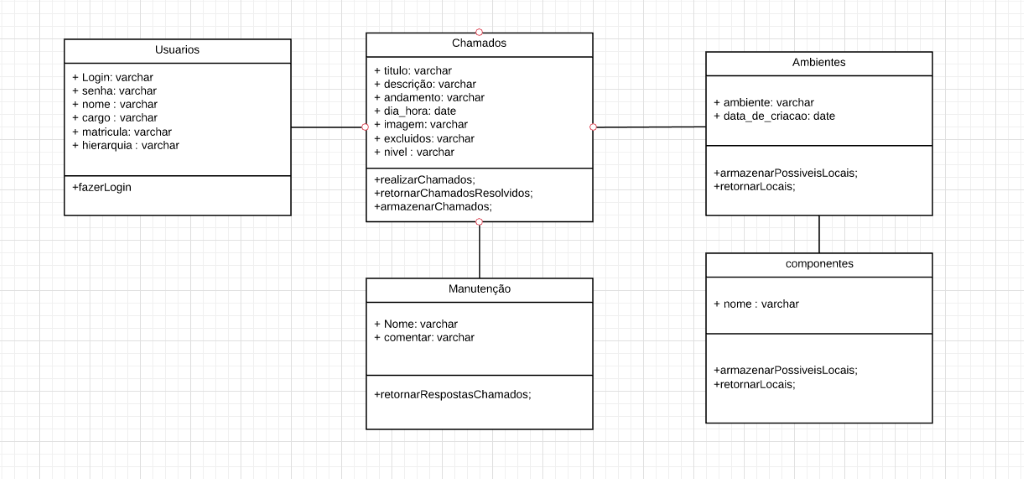 Usuarios
+ Login: varchar
+ senha: varchar
+ nome : varchar
+ cargo : varchar
+ matricula: varchar
+ hierarquia : varchar
+fazerLogin
Chamados
+ titulo: varchar
+ descrição: varchar
+ andamento: varchar
+ dia_hora: date
+ imagem: varchar
+ excluidos: varchar
+ nivel : varchar
+realizarChamados;
+retornarChamadosResolvidos;
+armazenarChamados;
Ambientes
+ ambiente: varchar
+ data_de_criacao: date
+armazenarPossiveisLocais;
+retornarLocais;
Manutenção
+ Nome: varchar
+ comentar: varchar
+retornarRespostasChamados;
componentes
+ nome : varchar
+armazenarPossiveisLocais;
+retornarLocais;